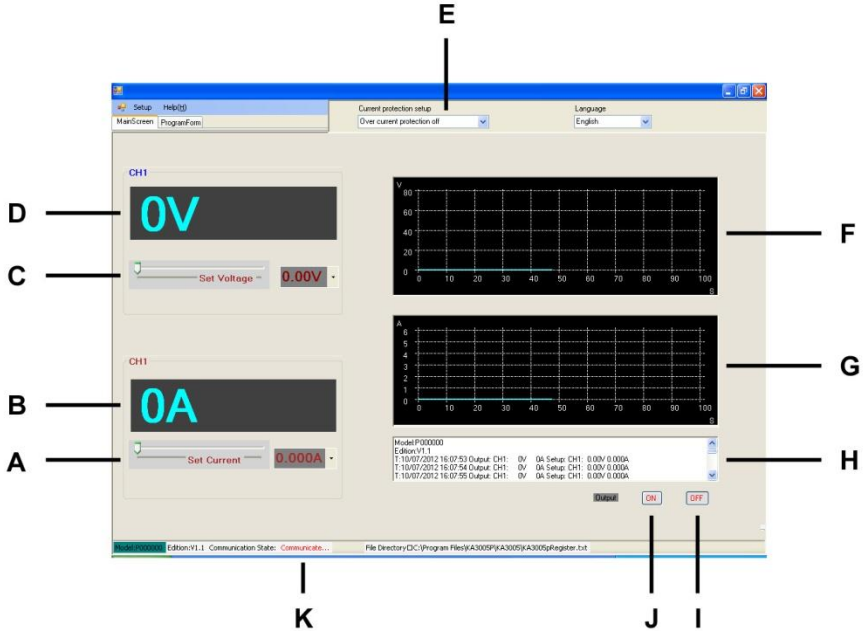 E
Setup Help(H)
Current protection setup
Language
MainScreen ProgramForm
Over current protection off
English
CH1
D
0V
C
Set Voltage
0.00V
V
80
60
40
20
0
0 10 20 30 40 50 60 70 80 90 100
S
F
CH1
B
0A
A
Set Current
0.000A
A
6
5
4
3
2
1
0
0 10 20 30 40 50 60 70 80 90 100
S
G
Model:P000000
Edition:V1.1
T:10/07/2012 16:07:53 Output: CH1: 0V 0A Setup: CH1: 0.00V 0.000A
T:10/07/2012 16:07:54 Output: CH1: 0V 0A Setup: CH1: 0.00V 0.000A
T:10/07/2012 16:07:55 Output: CH1: 0V 0A Setup: CH1: 0.00V 0.000A
H
Output ON OFF
Model:P000000 Edition:V1.1 Communication State: Communicate... File Directory□C:\Program Files\KA3005P\KA3005\KA3005pRegister.txt
K J I